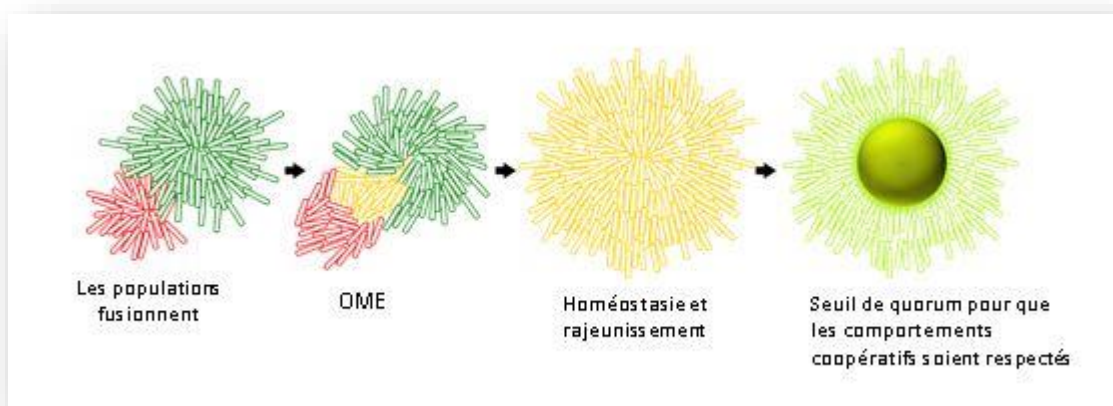 Les populations
fusionnent
OME
Homéostasie et
rajeunissement
Seuil de quorum pour que
les comportements
coopératifs soient respectés